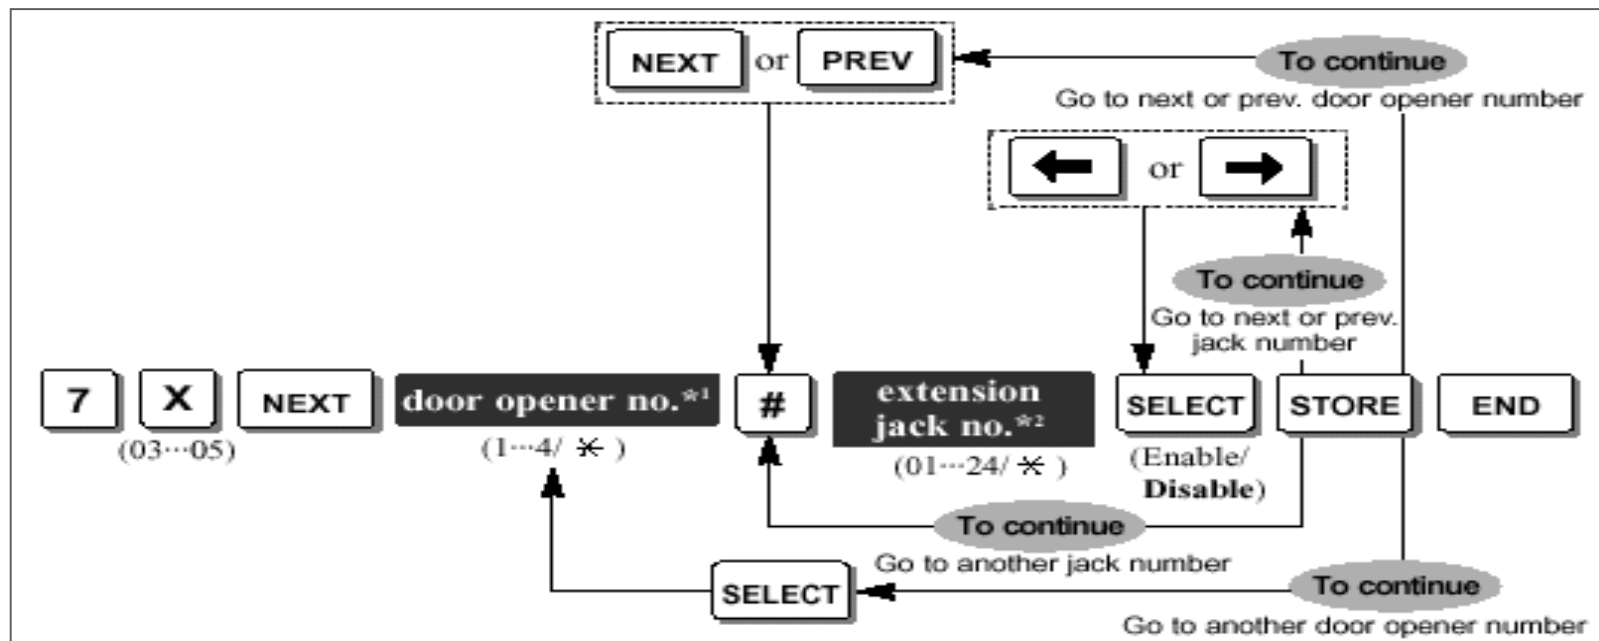 NEXT or PREV
To continue
Go to next or prev. door opener number
← or →
To continue
Go to next or prev.
jack number
7 X NEXT door opener no.*1 # extension jack no.*2 SELECT STORE END
(03···05)
(1···4/ * )
(01···24/ * )
(Enable/
Disable)
To continue
Go to another jack number
SELECT
To continue
Go to another door opener number